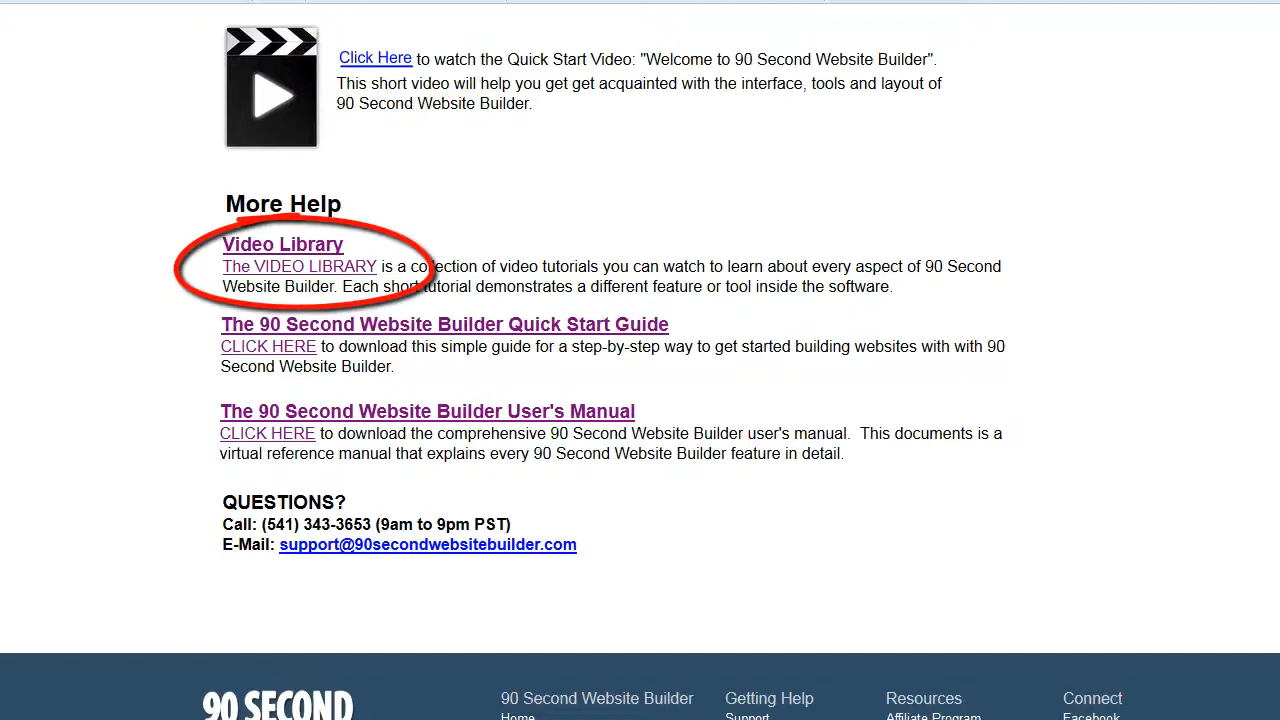 Click Here to watch the Quick Start Video: "Welcome to 90 Second Website Builder".
This short video will help you get get acquainted with the interface, tools and layout of
90 Second Website Builder.
More Help
Video Library
The VIDEO LIBRARY is a collection of video tutorials you can watch to learn about every aspect of 90 Second
Website Builder. Each short tutorial demonstrates a different feature or tool inside the software.
The 90 Second Website Builder Quick Start Guide
CLICK HERE to download this simple guide for a step-by-step way to get started building websites with with 90
Second Website Builder.
The 90 Second Website Builder User's Manual
CLICK HERE to download the comprehensive 90 Second Website Builder user's manual.  This documents is a
virtual reference manual that explains every 90 Second Website Builder feature in detail.
QUESTIONS?
Call: (541) 343-3653 (9am to 9pm PST)
E-Mail: support@90secondwebsitebuilder.com
90 SECOND
90 Second Website Builder Getting Help Resources Connect
Home Support Affiliate Program Facebook